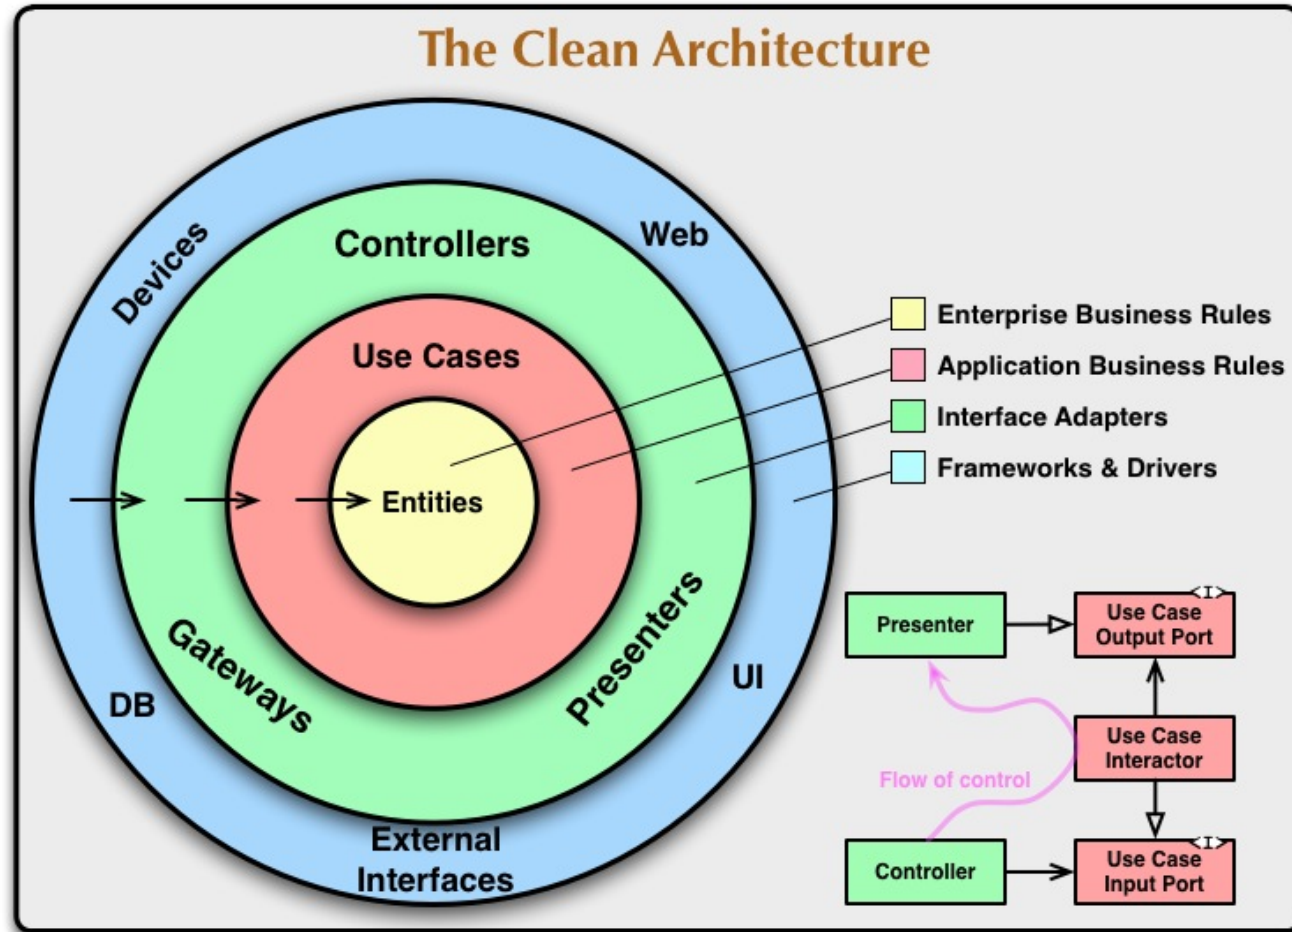 The Clean Architecture
Devices
Controllers
Web
Use Cases
Entities
Gateways
Presenters
DB
UI
External
Interfaces
Enterprise Business Rules
Application Business Rules
Interface Adapters
Frameworks & Drivers
Presenter
<I>
Use Case
Output Port
Use Case
Interactor
Flow of control
Controller
<I>
Use Case
Input Port